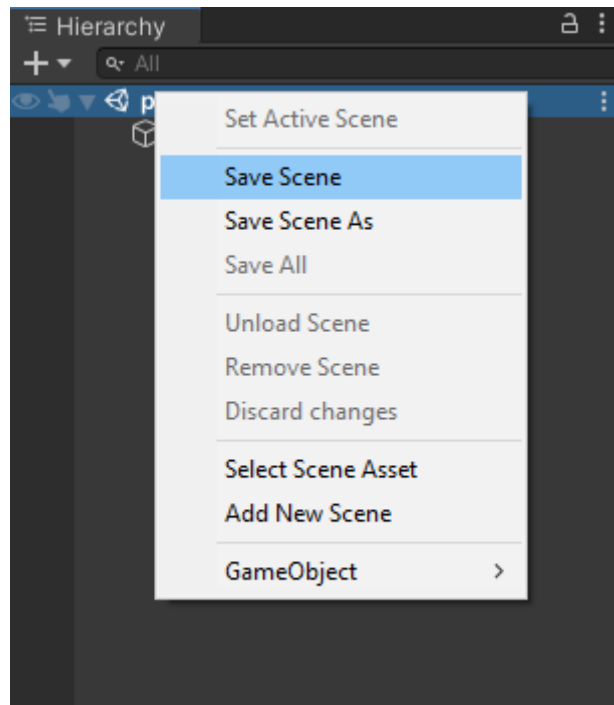 Hierarchy
All
p
Set Active Scene
Save Scene
Save Scene As
Save All
Unload Scene
Remove Scene
Discard changes
Select Scene Asset
Add New Scene
GameObject